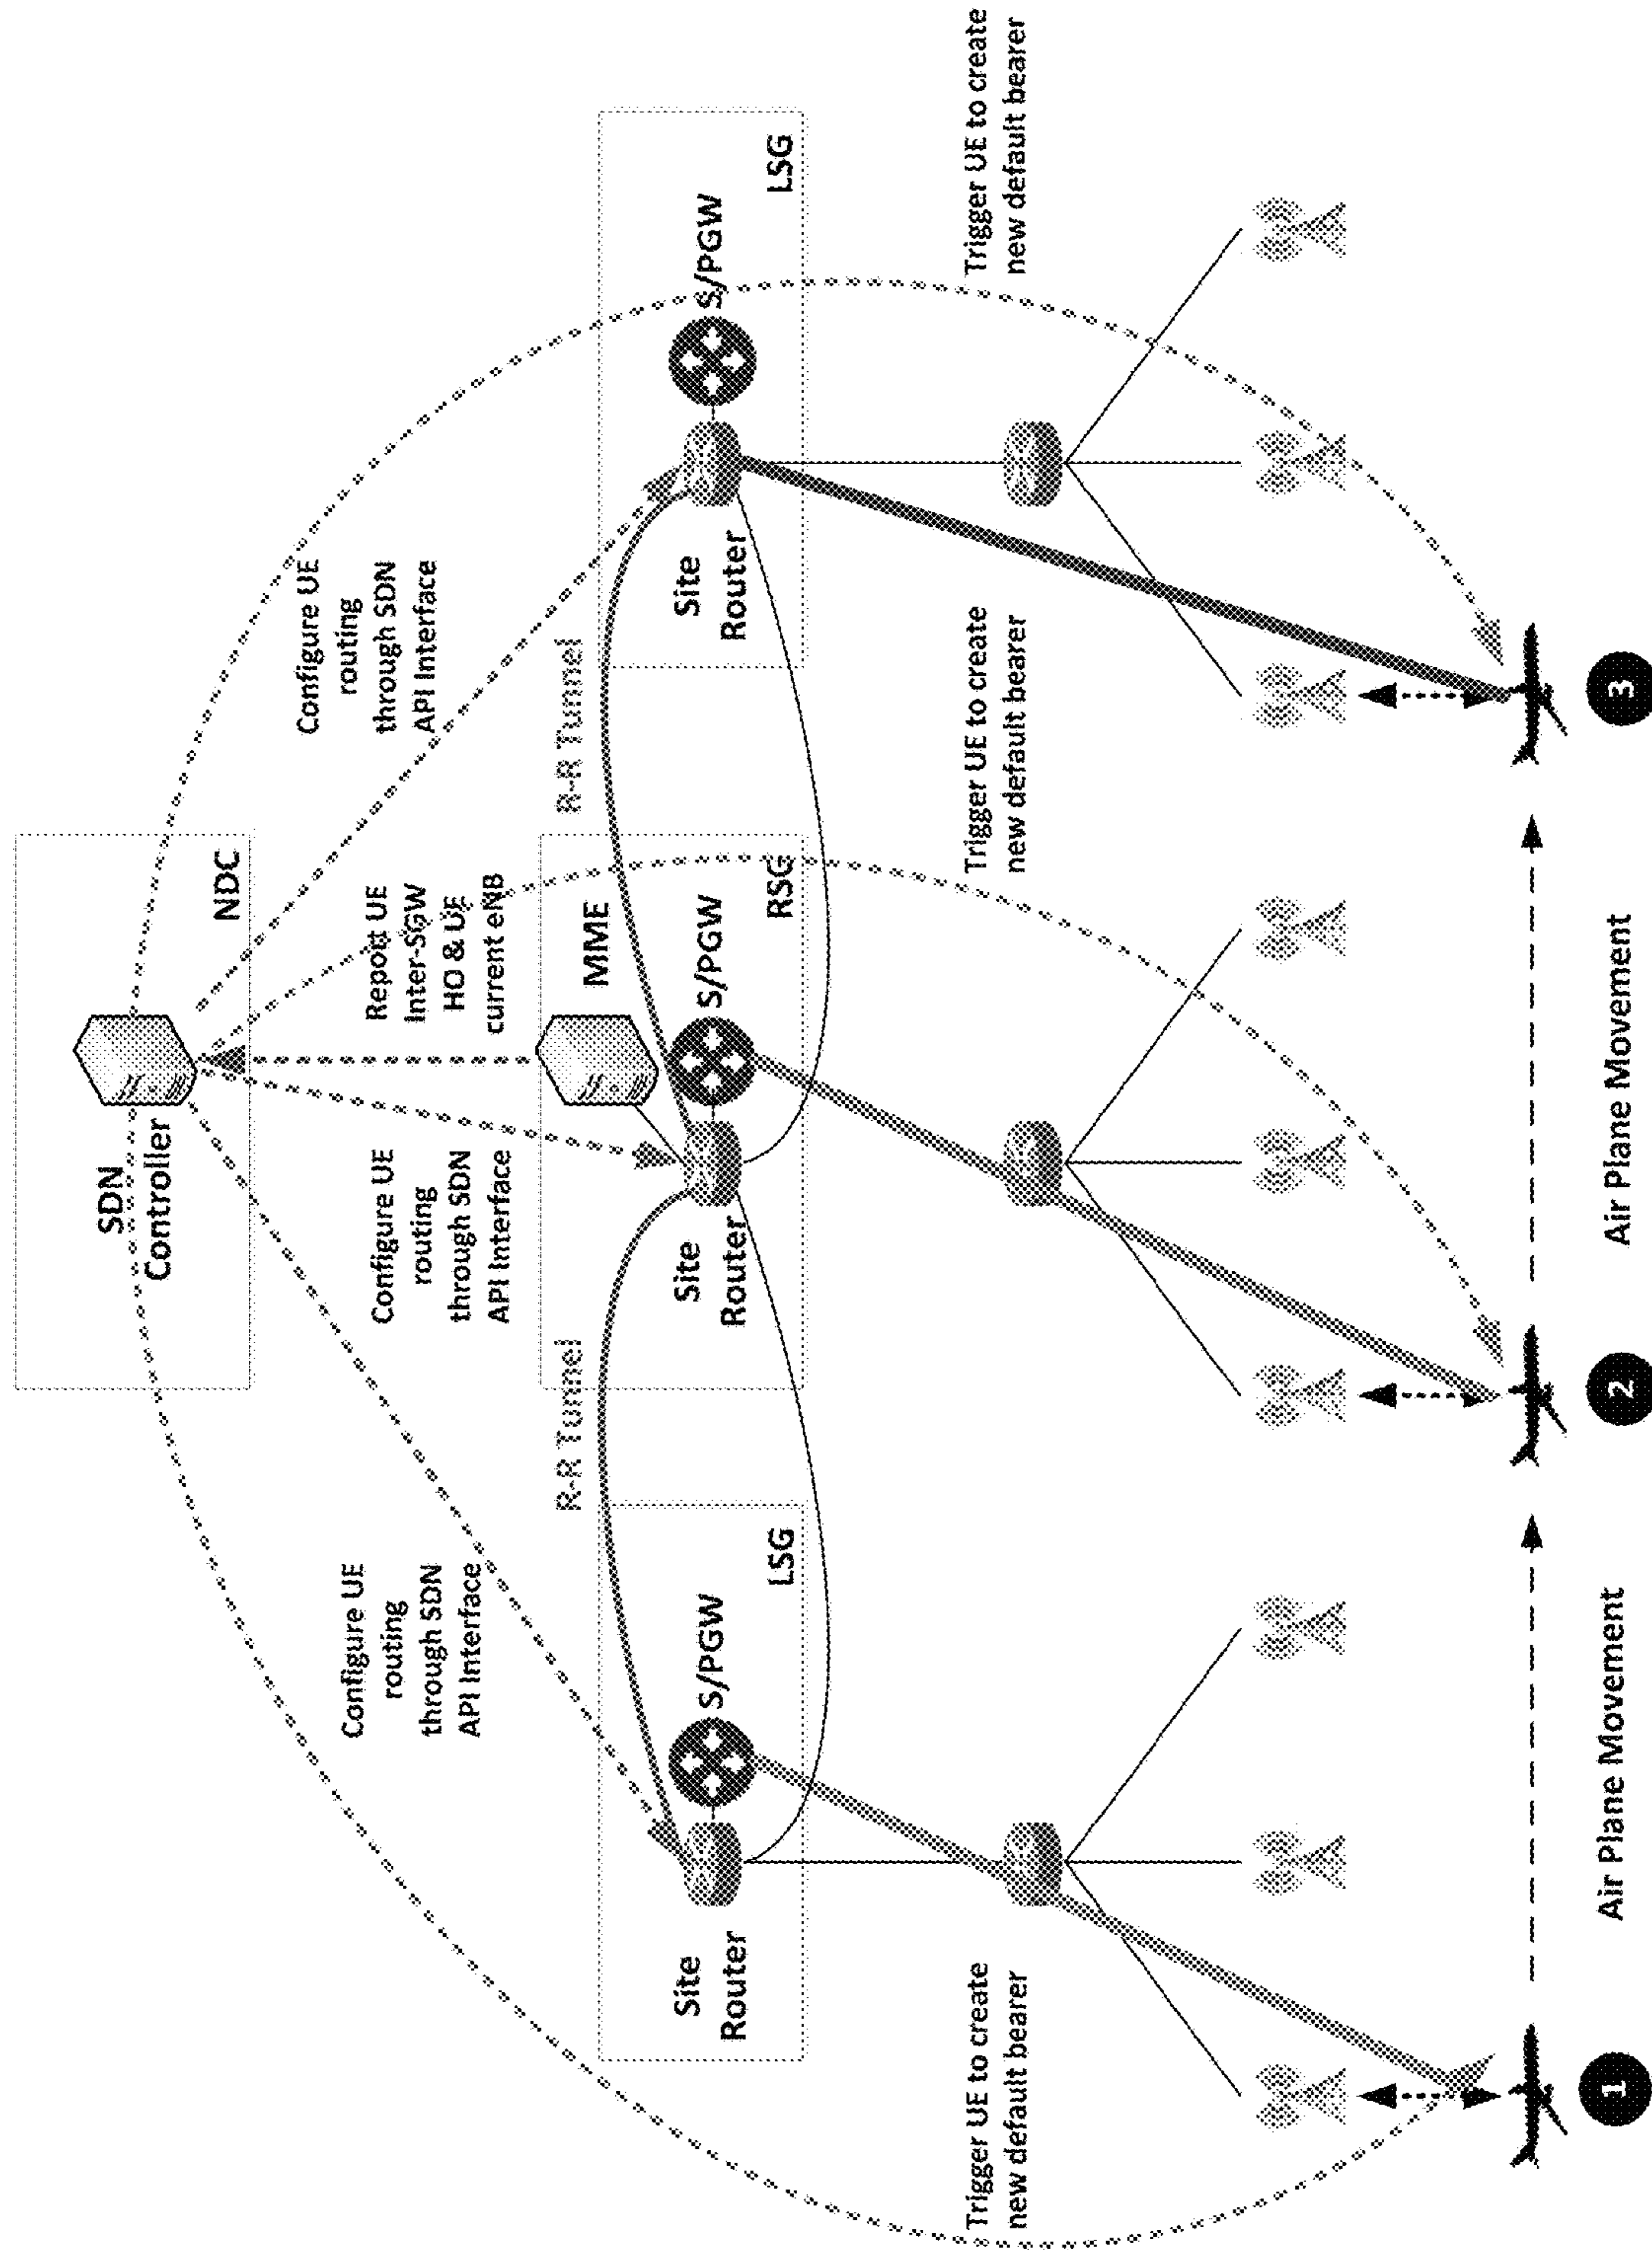 SDN
Controller
NDC
Configure UE
routing
through SDN
API Interface
Configure UE
routing
through SDN
API Interface
Report UE
Inter-SGW
HO & UE
current eNB
Configure UE
routing
through SDN
API Interface
R-R Tunnel
R-R Tunnel
MME
Site
Router
S/PGW
LSG
Site
Router
S/PGW
RSG
Site
Router
S/PGW
LSG
Trigger UE to create
new default bearer
Trigger UE to create
new default bearer
Trigger UE to create
new default bearer
Air Plane Movement
Air Plane Movement
1
2
3